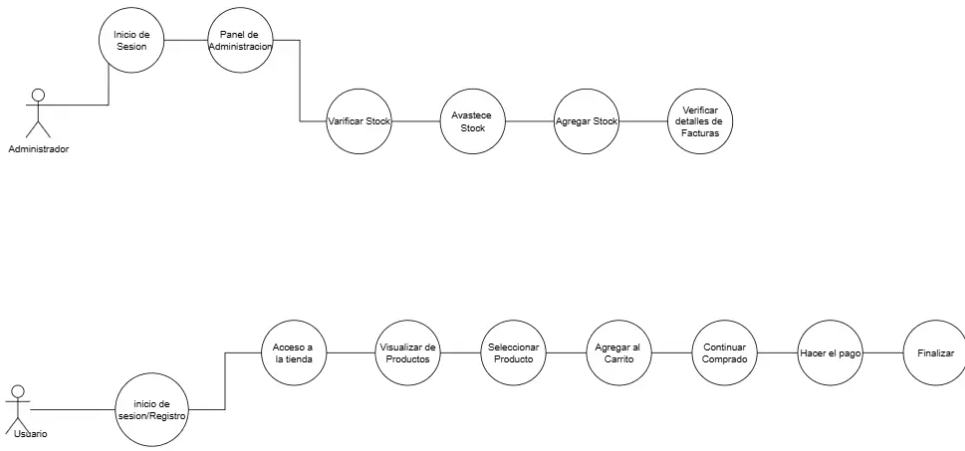 Inicio de
Sesion
Panel de
Administracion
Administrador
Varificar Stock
Avastece
Stock
Agregar Stock
Verificar
detalles de
Facturas
Usuario
inicio de
sesion/Registro
Acceso a
la tienda
Visualizar de
Productos
Seleccionar
Producto
Agregar al
Carrito
Continuar
Comprado
Hacer el pago
Finalizar